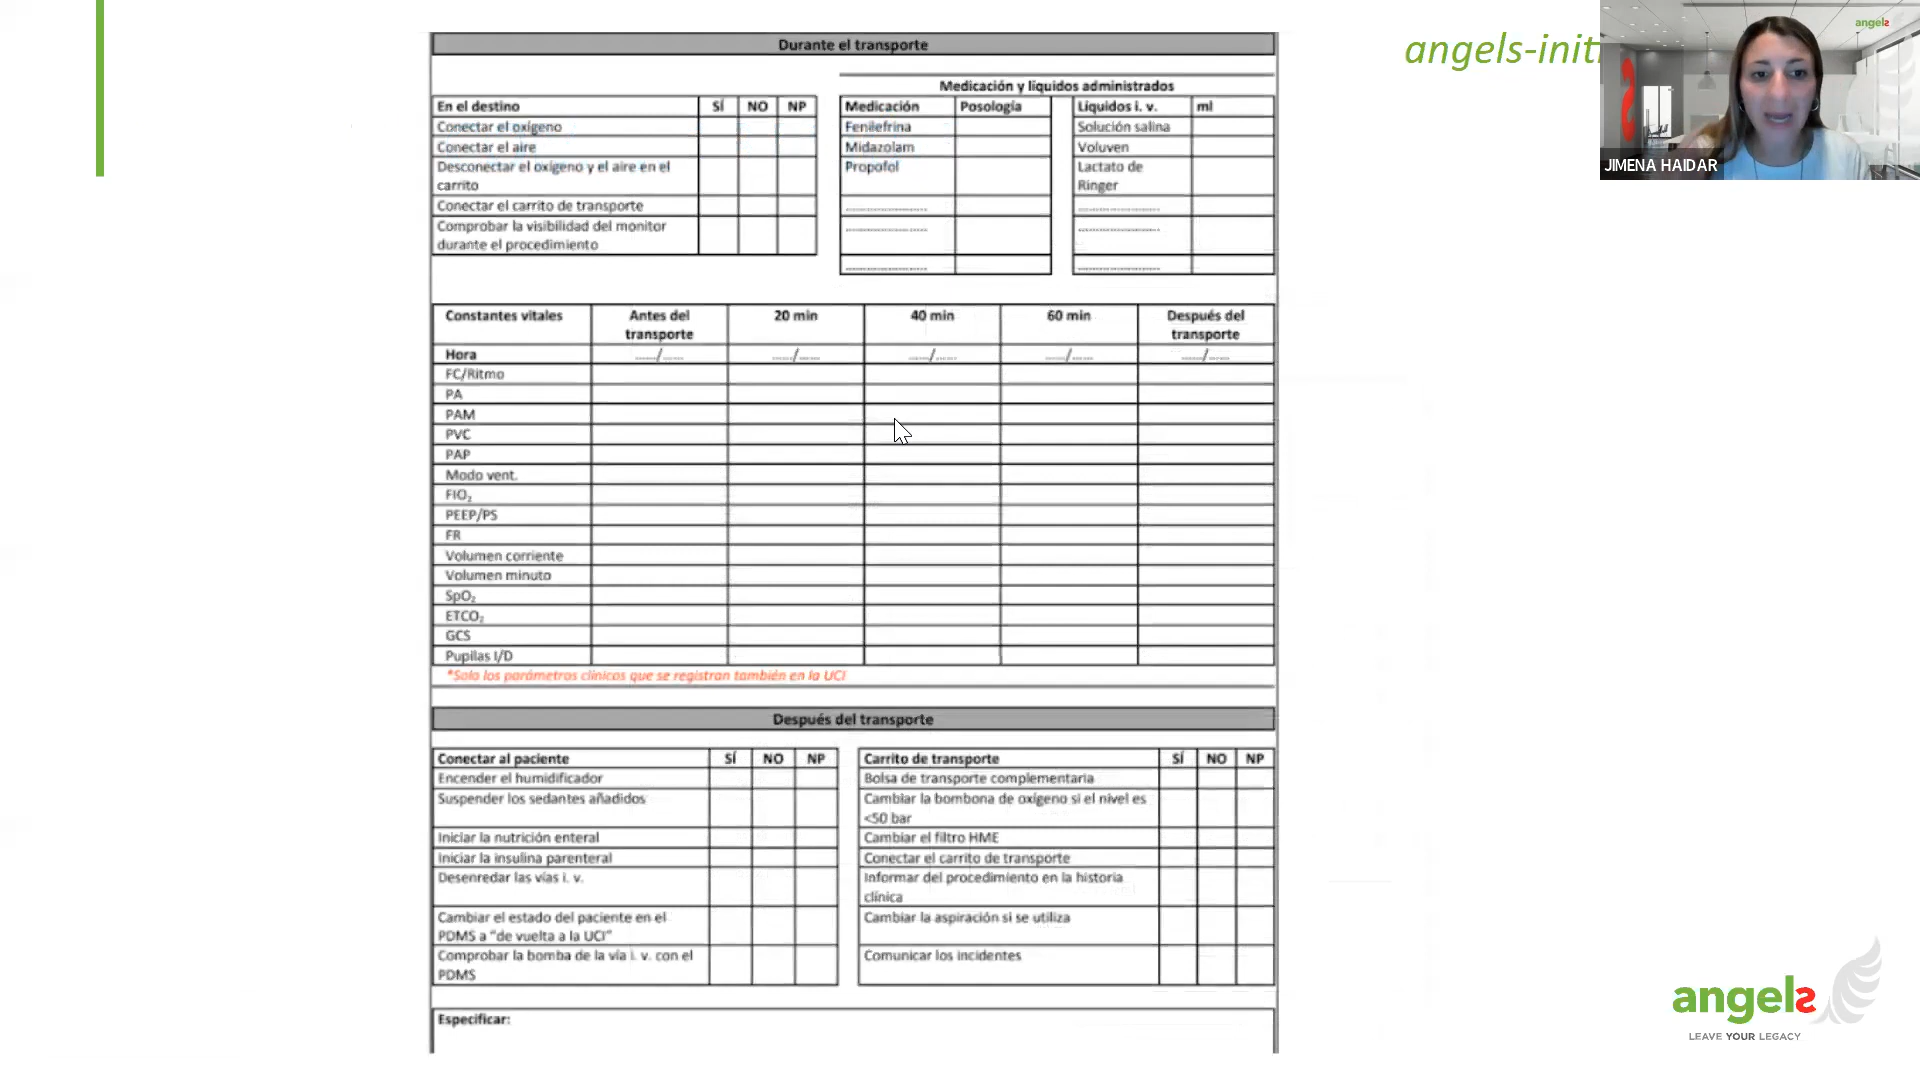 Durante el transporte
angels-initi
angels
JIMENA HAIDAR
Medicación y líquidos administrados
En el destino SÍ NO NP
Conectar el oxígeno
Conectar el aire
Desconectar el oxígeno y el aire en el
carrito
Conectar el carrito de transporte
Comprobar la visibilidad del monitor
durante el procedimiento
Medicación Posología
Fenilefrina
Midazolam
Propofol
Líquidos i. v. ml
Solución salina
Voluven
Lactato de
Ringer
Constantes vitales Antes del 20 min 40 min 60 min Después del
transporte transporte
Hora ....../...... ....../...... ....../...... ....../...... ....../......
FC/Ritmo
PA
PAM
PVC
PAP
Modo vent.
FIO₂
PEEP/PS
FR
Volumen corriente
Volumen minuto
SpO₂
ETCO₂
GCS
Pupilas I/D
*Solo los parámetros clínicos que se registran también en la UCI
Después del transporte
Conectar al paciente SÍ NO NP
Encender el humidificador
Suspender los sedantes añadidos
Iniciar la nutrición enteral
Iniciar la insulina parenteral
Desenredar las vías i. v.
Cambiar el estado del paciente en el
PDMS a “de vuelta a la UCI”
Comprobar la bomba de la vía i. v. con el
PDMS
Carrito de transporte SÍ NO NP
Bolsa de transporte complementaria
Cambiar la bombona de oxígeno si el nivel es
<50 bar
Cambiar el filtro HME
Conectar el carrito de transporte
Informar del procedimiento en la historia
clínica
Cambiar la aspiración si se utiliza
Comunicar los incidentes
Especificar:
angels
LEAVE YOUR LEGACY